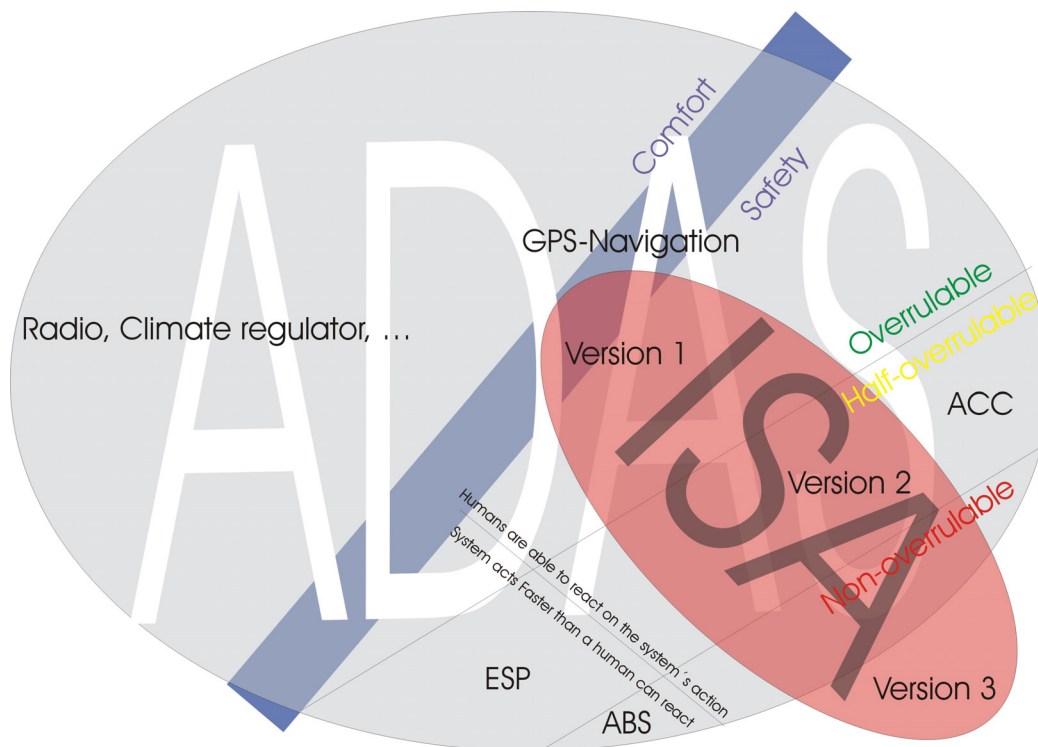 ADAS
Comfort
Safety
GPS-Navigation
Radio, Climate regulator, ...
Overrulable
Half-overrulable
ACC
Version 1
ISA
Version 2
Non-overrulable
Humans are able to react on the system´s action
System acts Faster than a human can react
ESP
ABS
Version 3